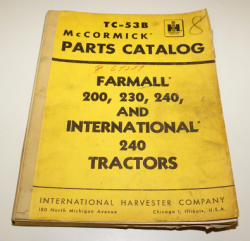 TC-53B
McCORMICK
PARTS CATALOG
FARMALL
200, 230, 240,
AND
INTERNATIONAL
240
TRACTORS
INTERNATIONAL HARVESTER COMPANY
180 North Michigan Avenue Chicago 1, Illinois, U.S.A.
8